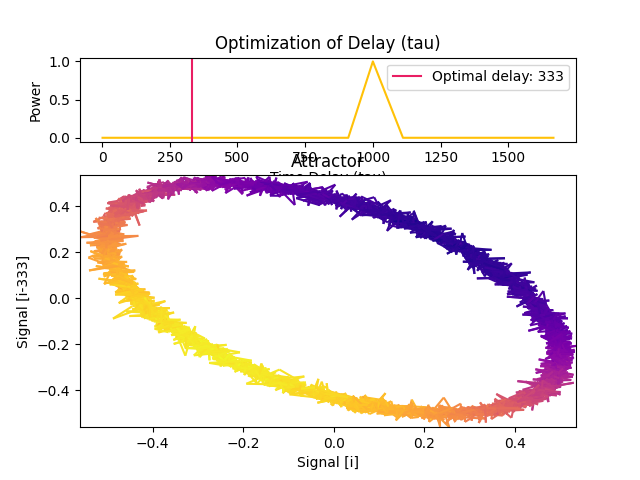 Optimization of Delay (tau)
1.0
0.5
0.0
Power
Optimal delay: 333
0 250 500 750 1000 1250 1500
Time Delay (tau)
Attractor
0.4
0.2
0.0
−0.2
−0.4
Signal [i-333]
−0.4 −0.2 0.0 0.2 0.4
Signal [i]